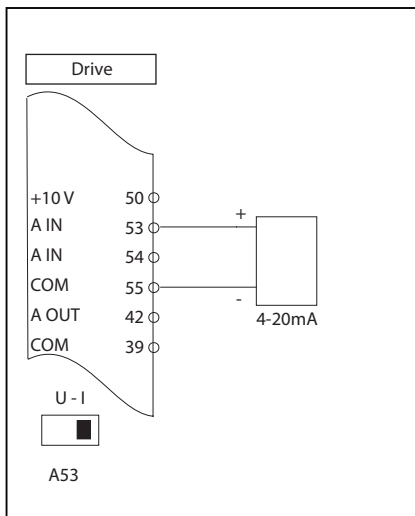 Drive
+10 V 50
A IN 53 +
A IN 54
COM 55 -
A OUT 42 4-20mA
COM 39
U - I
A53